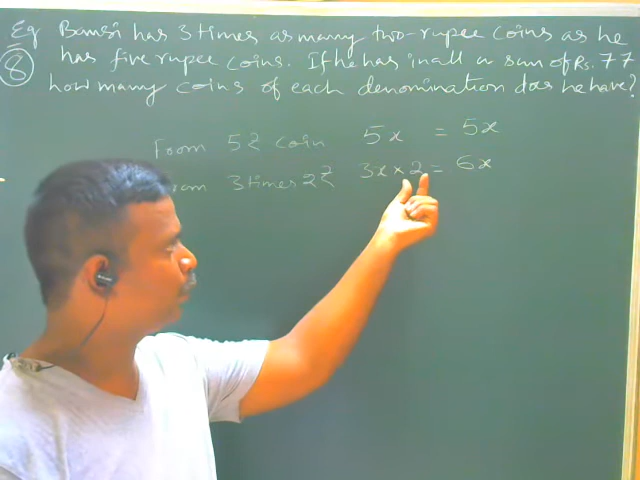 Eg Bansi has 3 times as many two-rupee coins as he
⑧ has five rupee coins. If he has in all a sum of Rs. 77
how many coins of each denomination does he have?
From 5₹ coin 5x = 5x
From 3 times 2₹ 3x × 2 = 6x